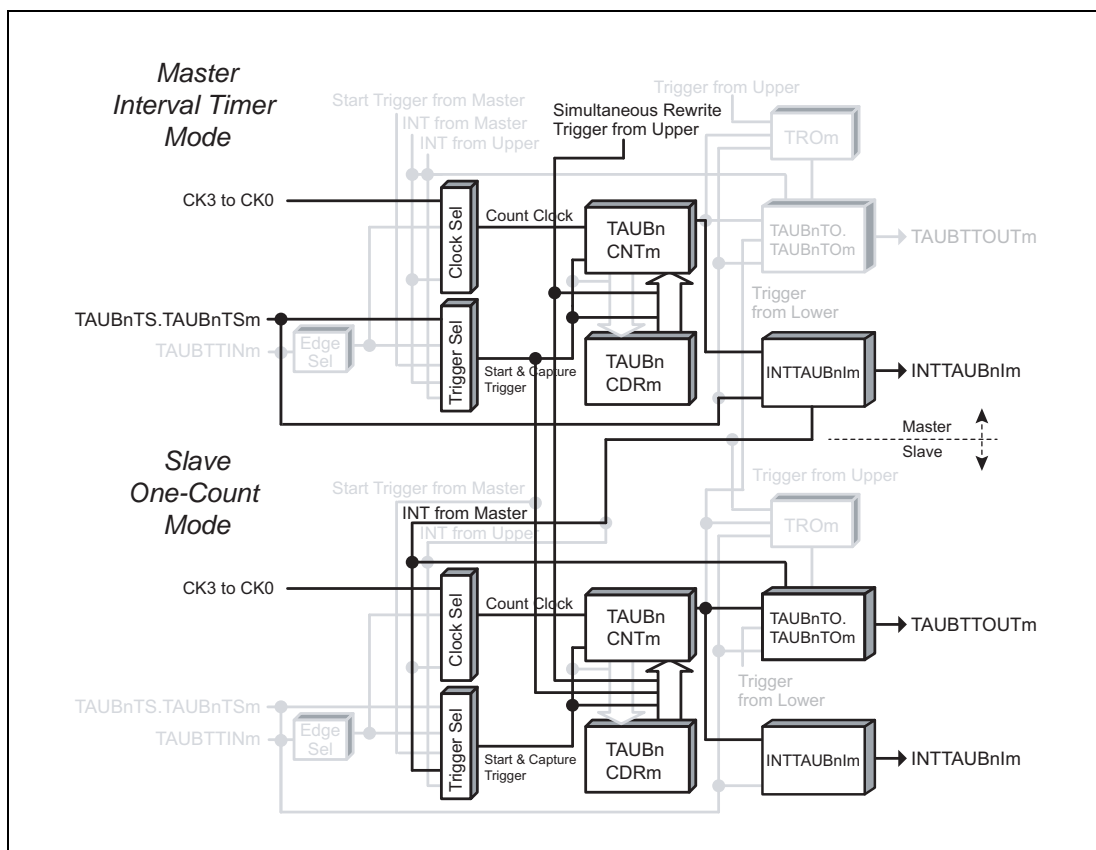 Master
Interval Timer
Mode
Start Trigger from Master
INT from Master
INT from Upper
Simultaneous Rewrite
Trigger from Upper
Trigger from Upper
TROm
CK3 to CK0
Clock Sel
Count Clock
TAUBn
CNTm
TAUBnTO.
TAUBnTOm
TAUBTTOUTm
TAUBnTS.TAUBnTSm
TAUBTTINm
Edge
Sel
Trigger Sel
Start & Capture
Trigger
TAUBn
CDRm
Trigger
from Lower
INTTAUBnIm
INTTAUBnIm
Master
Slave
Slave
One-Count
Mode
Start Trigger from Master
INT from Master
INT from Upper
Trigger from Upper
TROm
CK3 to CK0
Clock Sel
Count Clock
TAUBn
CNTm
TAUBnTO.
TAUBnTOm
TAUBTTOUTm
TAUBnTS.TAUBnTSm
TAUBTTINm
Edge
Sel
Trigger Sel
Start & Capture
Trigger
TAUBn
CDRm
Trigger
from Lower
INTTAUBnIm
INTTAUBnIm